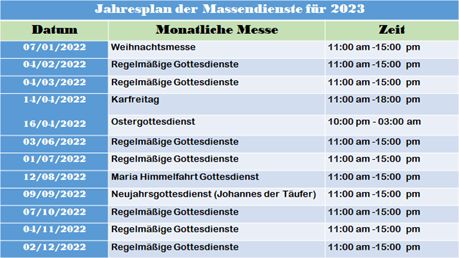 Jahresplan der Massendienste für 2023
Datum Monatliche Messe Zeit
07/01/2022 Weihnachtsmesse 11:00 am -15:00 pm
04/02/2022 Regelmäßige Gottesdienste 11:00 am -15:00 pm
04/03/2022 Regelmäßige Gottesdienste 11:00 am -15:00 pm
14/04/2022 Karfreitag 11:00 am -18:00 pm
16/04/2022 Ostergottesdienst 10:00 pm - 03:00 am
03/06/2022 Regelmäßige Gottesdienste 11:00 am -15:00 pm
01/07/2022 Regelmäßige Gottesdienste 11:00 am -15:00 pm
12/08/2022 Maria Himmelfahrt Gottesdienst 11:00 am -15:00 pm
09/09/2022 Neujahrsgottesdienst (Johannes der Täufer) 11:00 am -15:00 pm
07/10/2022 Regelmäßige Gottesdienste 11:00 am -15:00 pm
04/11/2022 Regelmäßige Gottesdienste 11:00 am -15:00 pm
02/12/2022 Regelmäßige Gottesdienste 11:00 am -15:00 pm